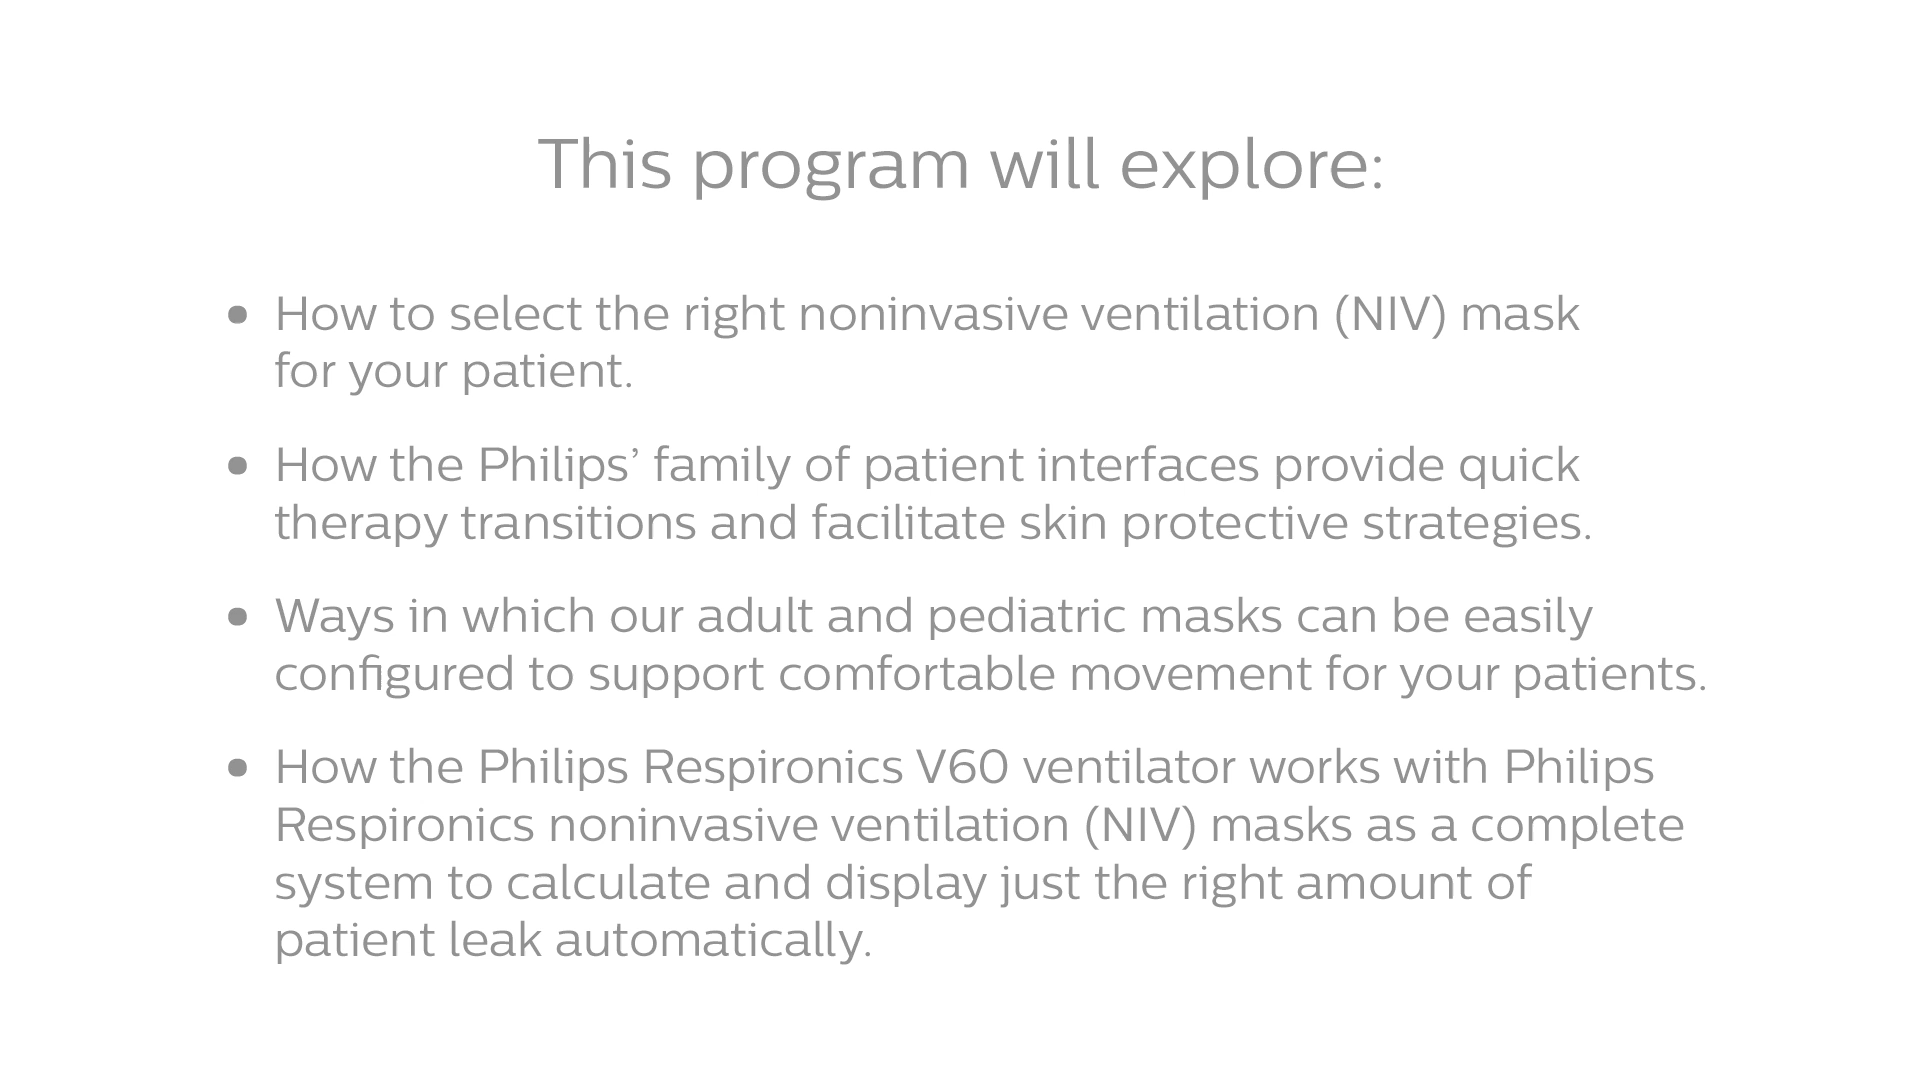 This program will explore:
• How to select the right noninvasive ventilation (NIV) mask
for your patient.
• How the Philips’ family of patient interfaces provide quick
therapy transitions and facilitate skin protective strategies.
• Ways in which our adult and pediatric masks can be easily
configured to support comfortable movement for your patients.
• How the Philips Respironics V60 ventilator works with Philips
Respironics noninvasive ventilation (NIV) masks as a complete
system to calculate and display just the right amount of
patient leak automatically.